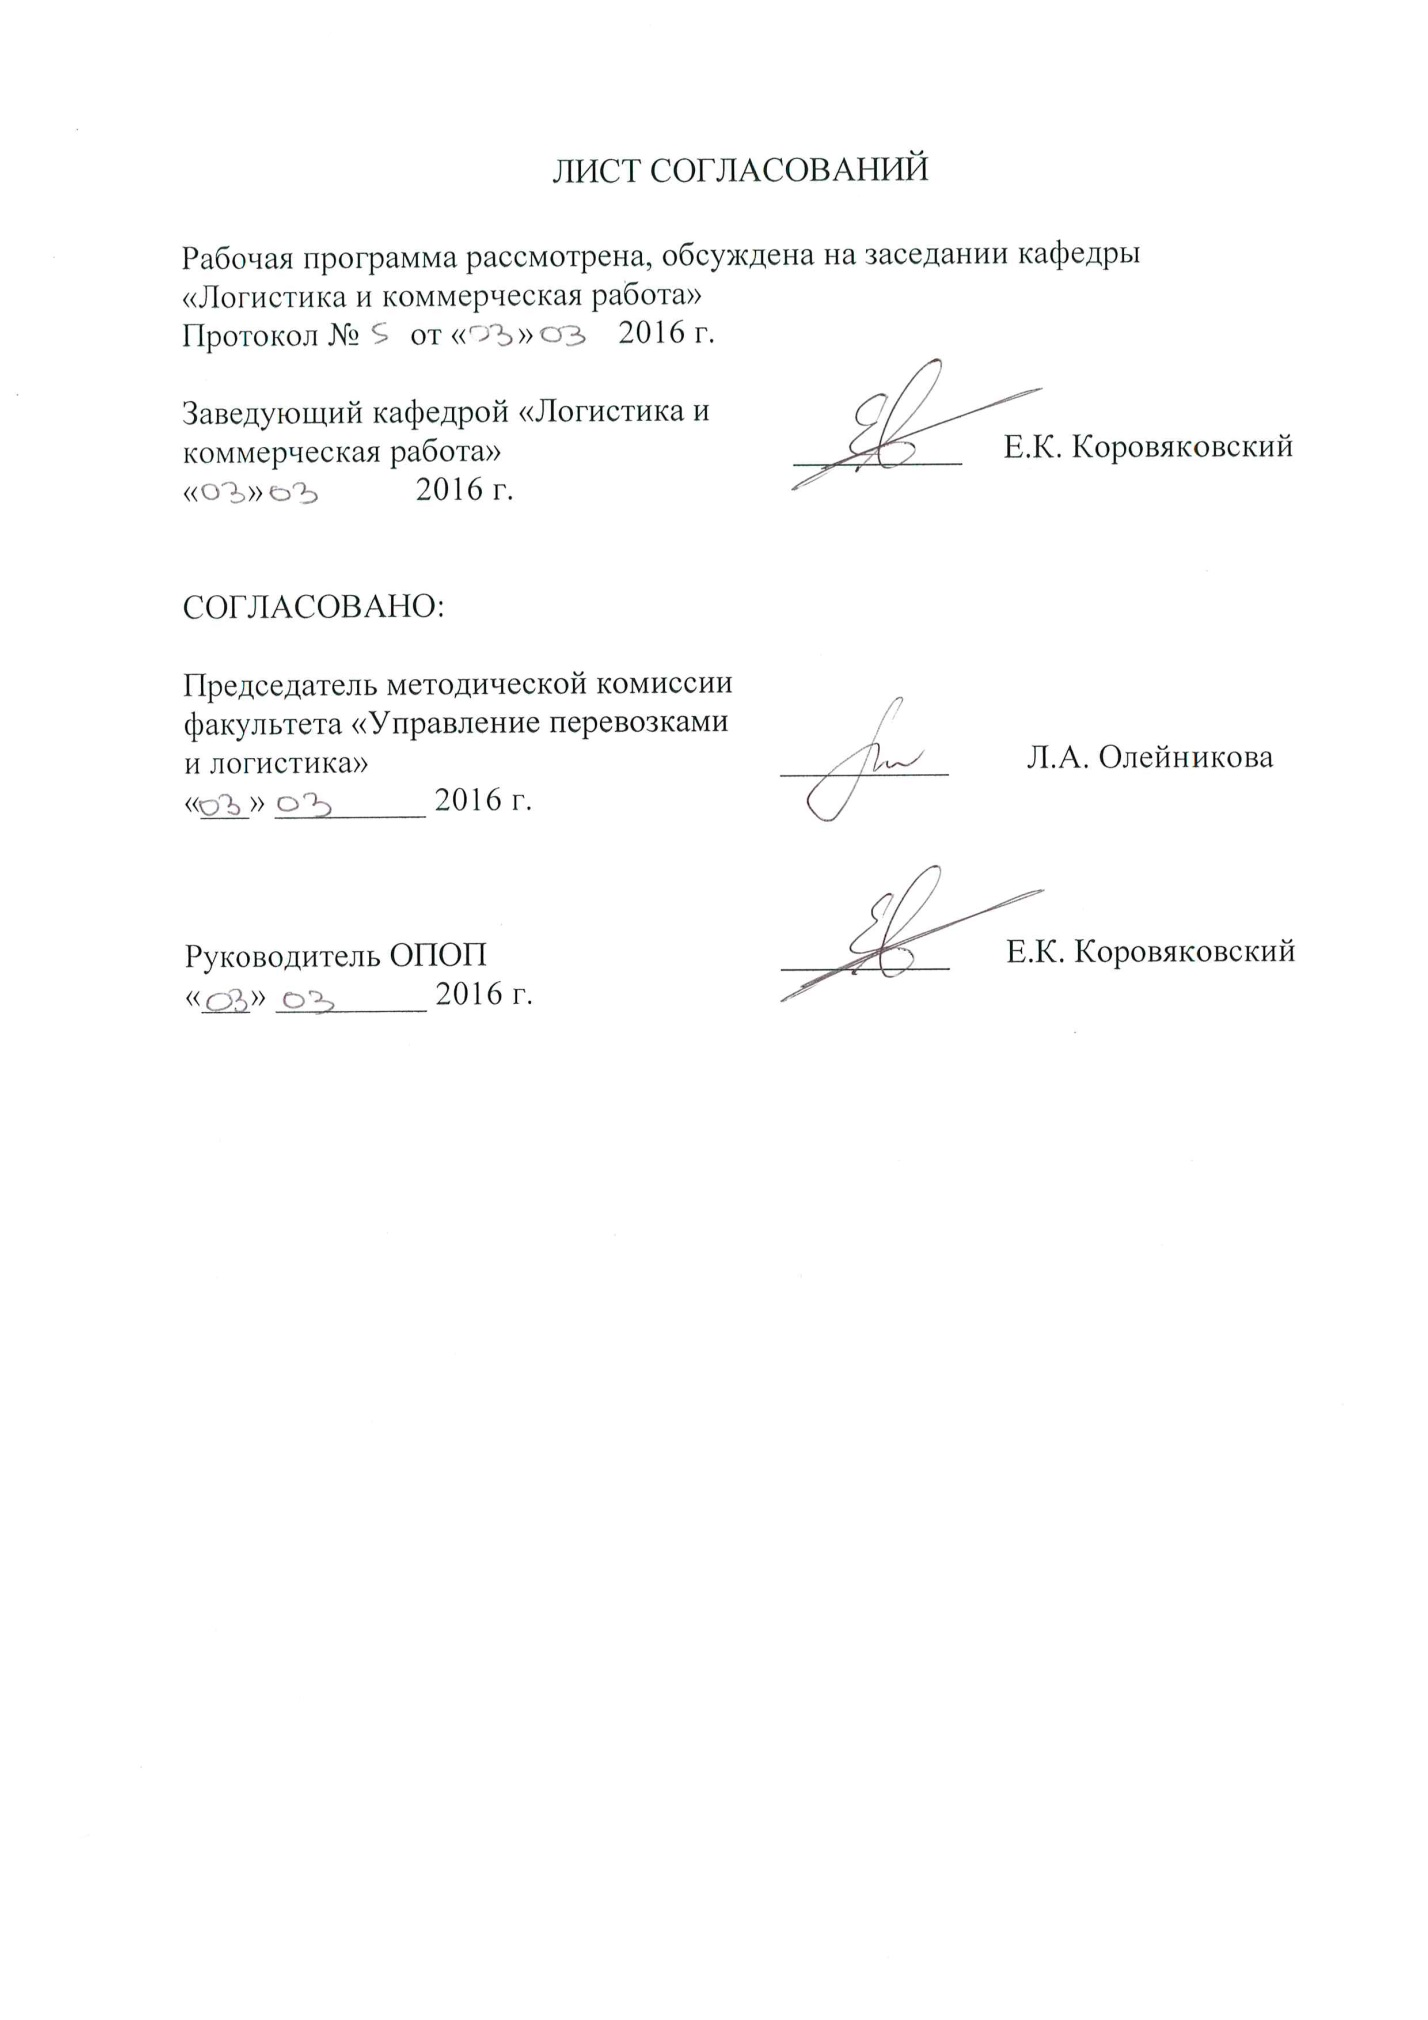 ЛИСТ СОГЛАСОВАНИЙ
Рабочая программа рассмотрена, обсуждена на заседании кафедры
«Логистика и коммерческая работа»
Протокол № 5 от «03» 03 2016 г.
Заведующий кафедрой «Логистика и
коммерческая работа» Е.К. Коровяковский
«03» 03 2016 г.
СОГЛАСОВАНО:
Председатель методической комиссии
факультета «Управление перевозками
и логистика» Л.А. Олейникова
«03» 03 2016 г.
Руководитель ОПОП Е.К. Коровяковский
«03» 03 2016 г.